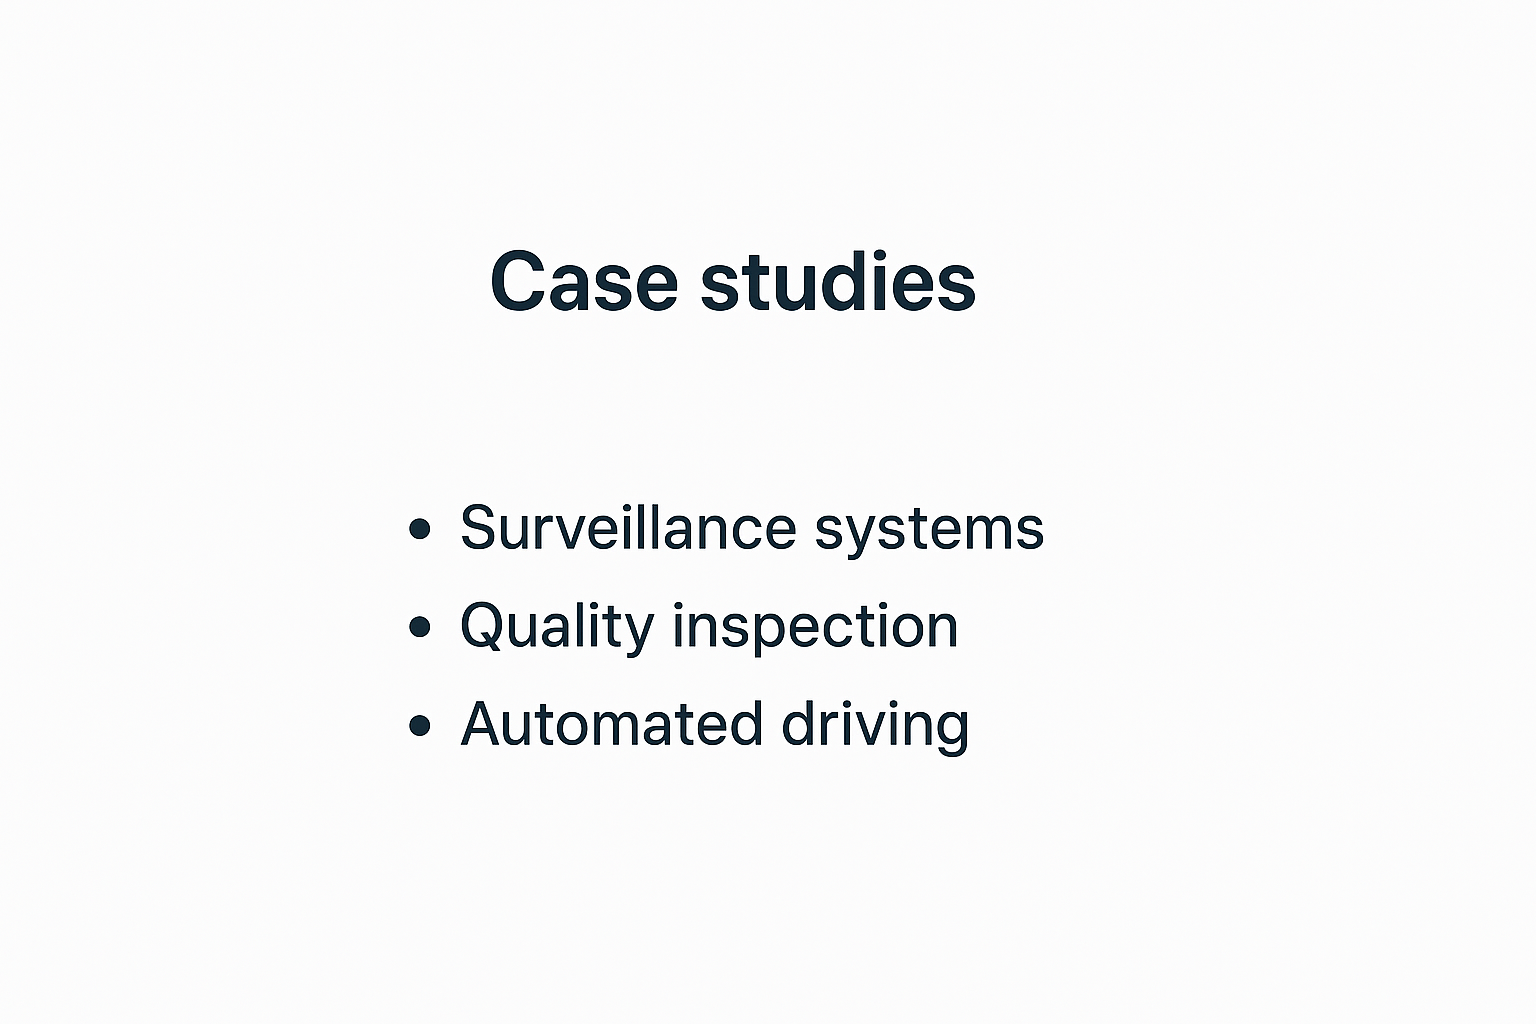 Case studies
• Surveillance systems
• Quality inspection
• Automated driving